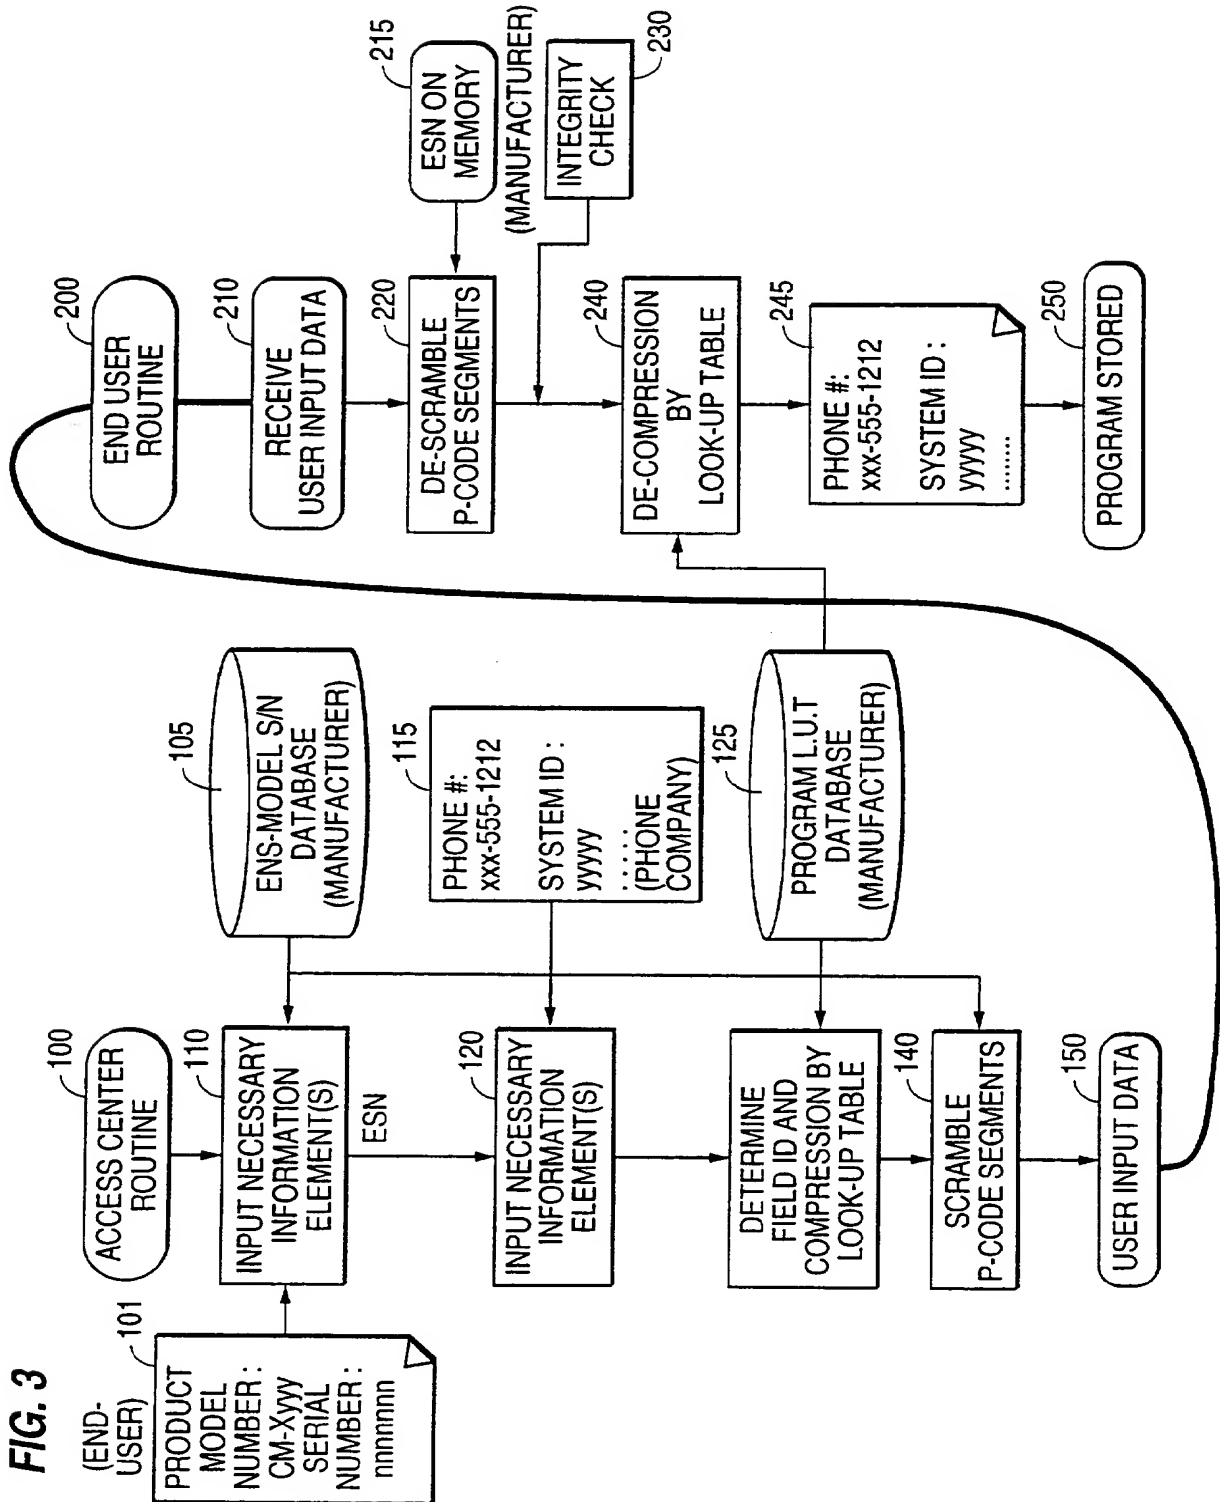 FIG. 3
(END-
USER)
101
PRODUCT
MODEL
NUMBER :
CM-Xyyy
SERIAL
NUMBER :
nnnnnnn
100
ACCESS CENTER
ROUTINE
110
INPUT NECESSARY
INFORMATION
ELEMENT(S)
ESN
105
ENS-MODEL S/N
DATABASE
(MANUFACTURER)
120
INPUT NECESSARY
INFORMATION
ELEMENT(S)
115
PHONE #:
xxx-555-1212
SYSTEM ID :
yyyyy
. . . . .
(PHONE
COMPANY)
DETERMINE
FIELD ID AND
COMPRESSION BY
LOOK-UP TABLE
125
PROGRAM L.U.T
DATABASE
(MANUFACTURER)
140
SCRAMBLE
P-CODE SEGMENTS
150
USER INPUT DATA
200
END USER
ROUTINE
210
RECEIVE
USER INPUT DATA
220
DE-SCRAMBLE
P-CODE SEGMENTS
215
ESN ON
MEMORY
(MANUFACTURER)
230
INTEGRITY
CHECK
240
DE-COMPRESSION
BY
LOOK-UP TABLE
245
PHONE #:
xxx-555-1212
SYSTEM ID :
yyyyy
.......
250
PROGRAM STORED